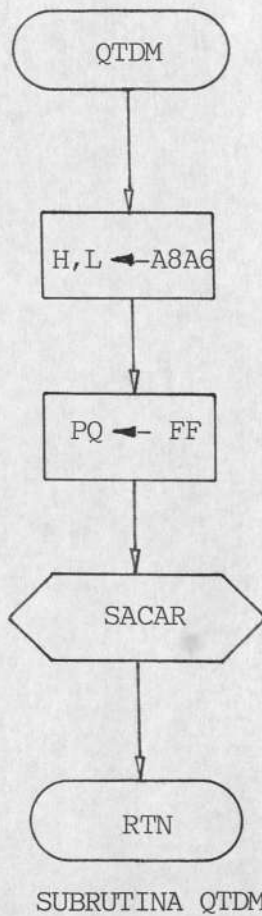 QTDM
H,L ◄– A8A6
PQ ◄– FF
SACAR
RTN
SUBRUTINA QTDM